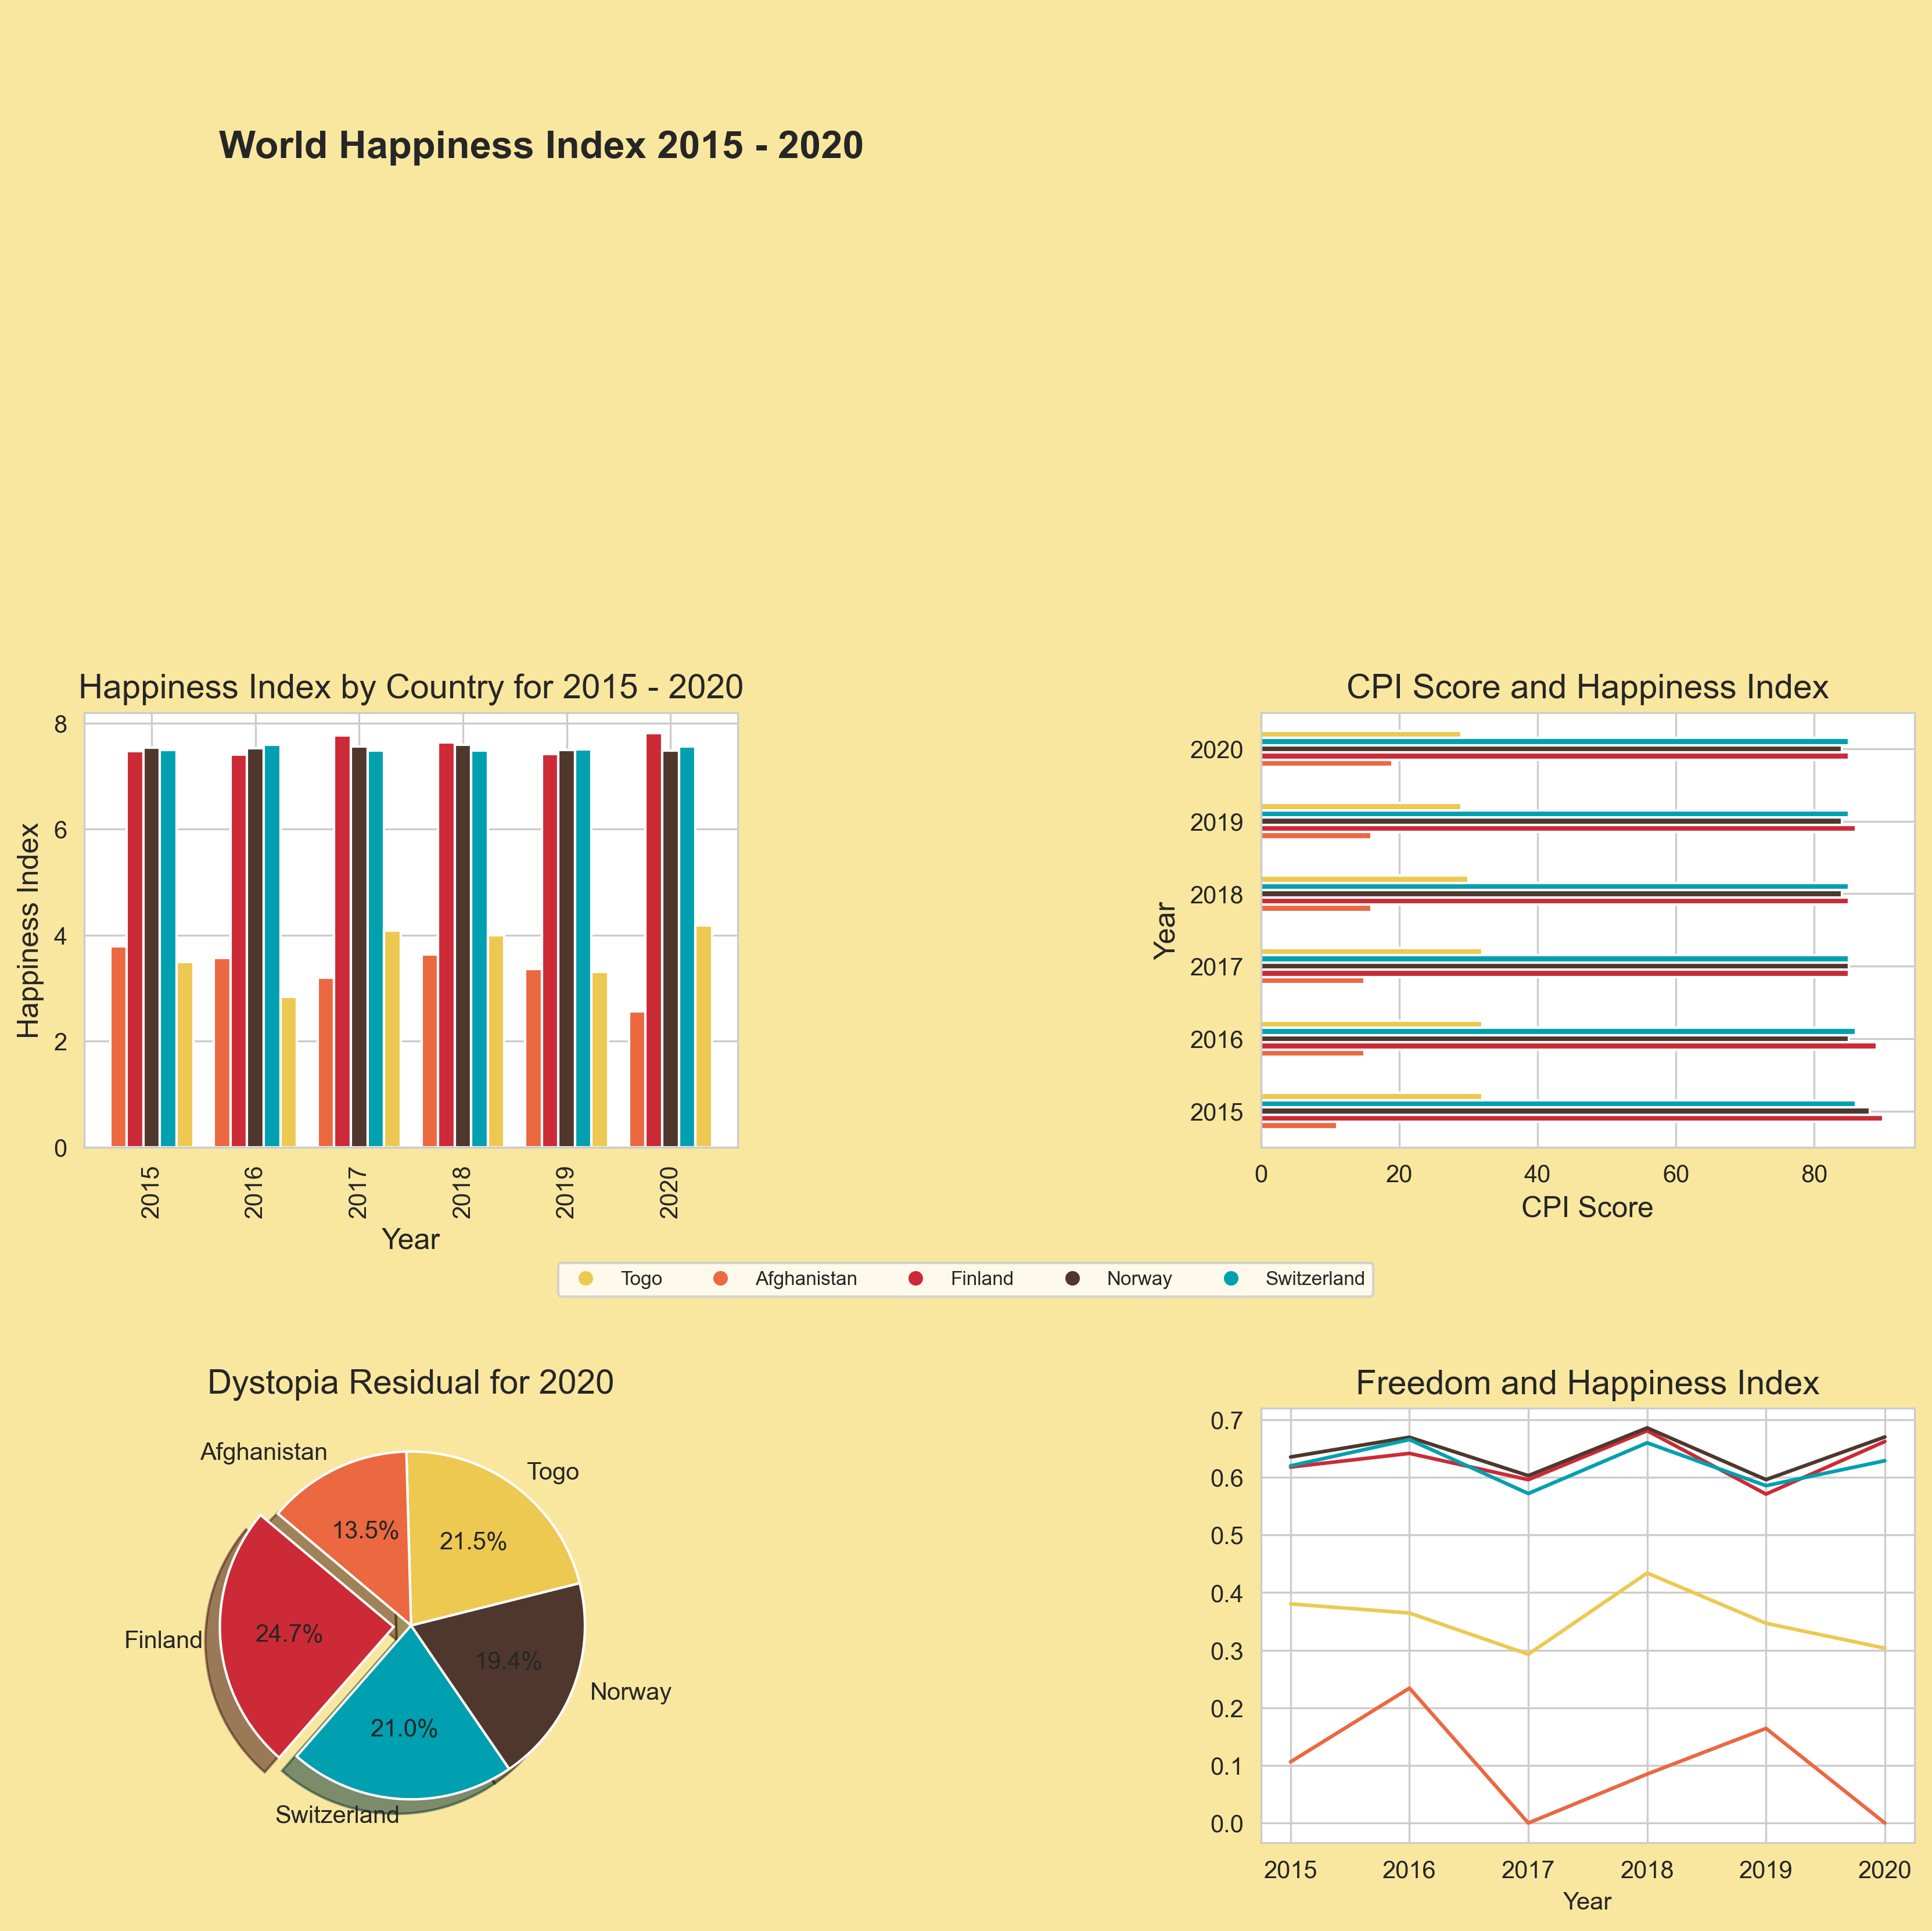 World Happiness Index 2015 - 2020
Happiness Index by Country for 2015 - 2020
8
6
4
2
0
Happiness Index
2015 2016 2017 2018 2019 2020
Year
CPI Score and Happiness Index
2020
2019
2018
2017
2016
2015
Year
0 20 40 60 80
CPI Score
Togo Afghanistan Finland Norway Switzerland
Dystopia Residual for 2020
Afghanistan
Togo
13.5%
21.5%
Finland
24.7%
19.4%
Norway
21.0%
Switzerland
Freedom and Happiness Index
0.7
0.6
0.5
0.4
0.3
0.2
0.1
0.0
2015 2016 2017 2018 2019 2020
Year